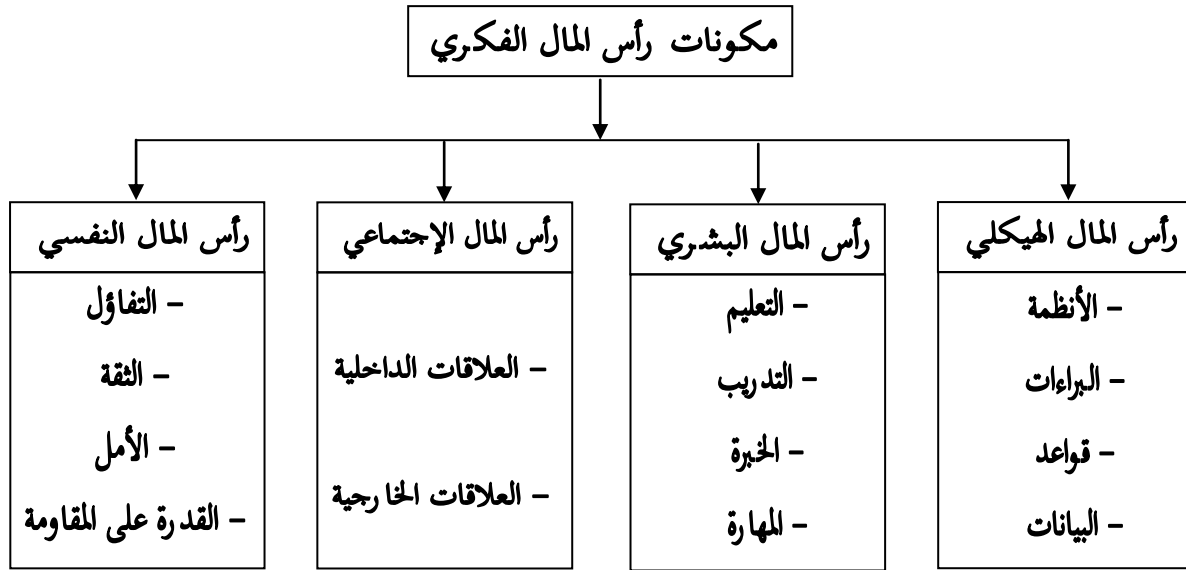 مكونات رأس المال الفكري
رأس المال الهيكلي
– الأنظمة
– البراءات
– قواعد
– البيانات
رأس المال البشري
– التعليم
– التدريب
– الخبرة
– المهارة
رأس المال الإجتماعي
– العلاقات الداخلية
– العلاقات الخارجية
رأس المال النفسي
– التفاؤل
– الثقة
– الأمل
– القدرة على المقاومة